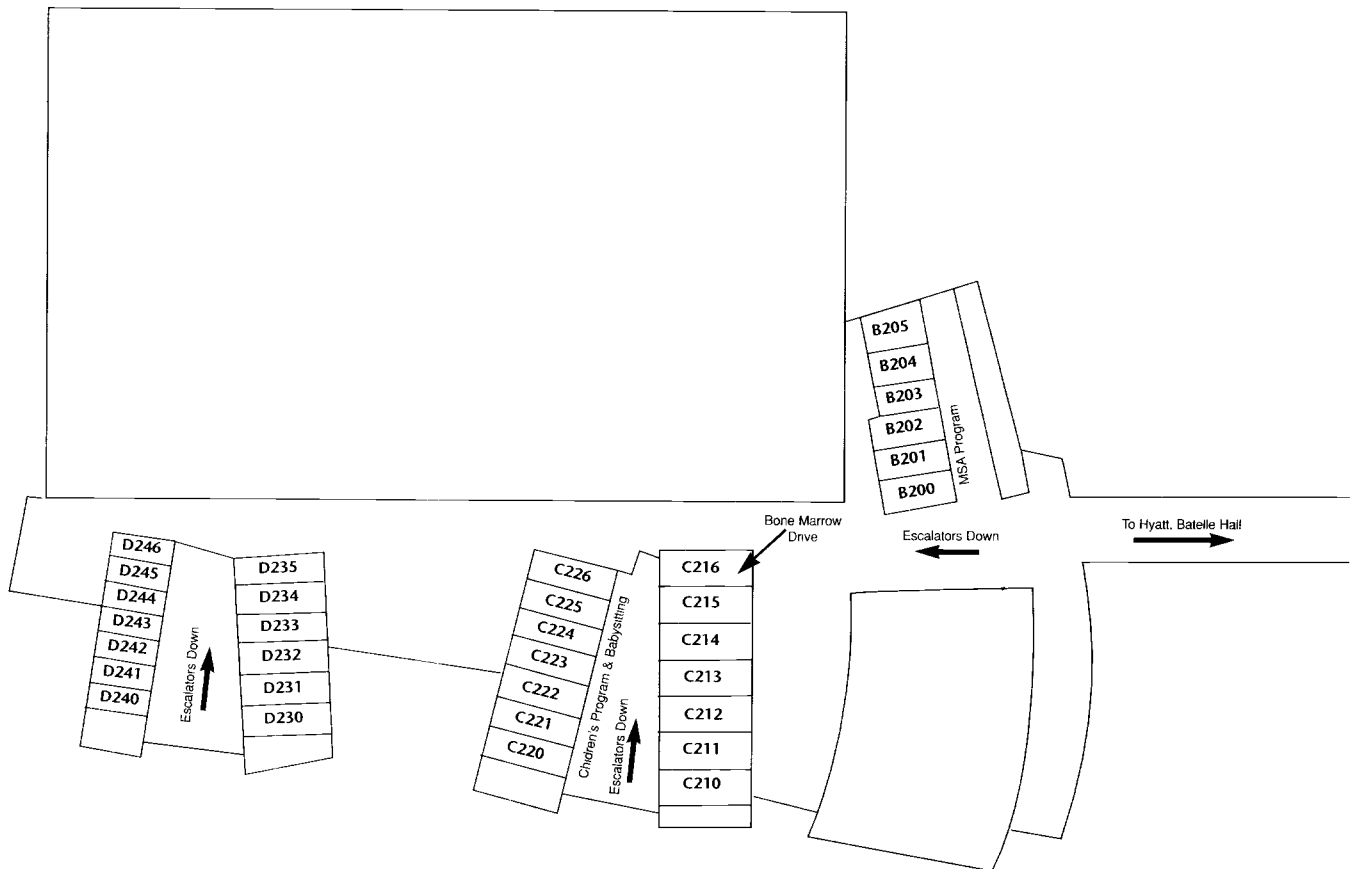 B205
B204
B203
B202
B201
B200
MSA Program
Bone Marrow
Drive
Escalators Down
To Hyatt, Batelle Hall
D246
D245
D244
D243
D242
D241
D240
Escalators Down
D235
D234
D233
D232
D231
D230
C226
C225
C224
C223
C222
C221
C220
Chidren's Program & Babysitting
Escalators Down
C216
C215
C214
C213
C212
C211
C210